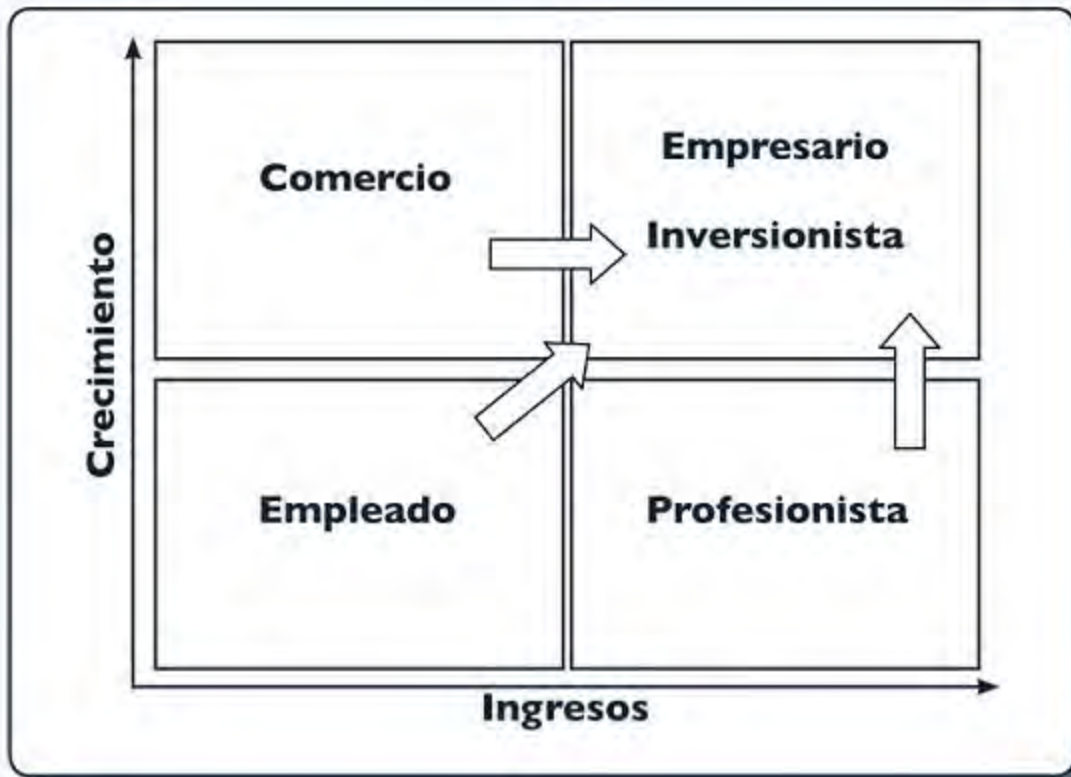 Comercio
Empresario
Inversionista
Crecimiento
Empleado
Profesionista
Ingresos